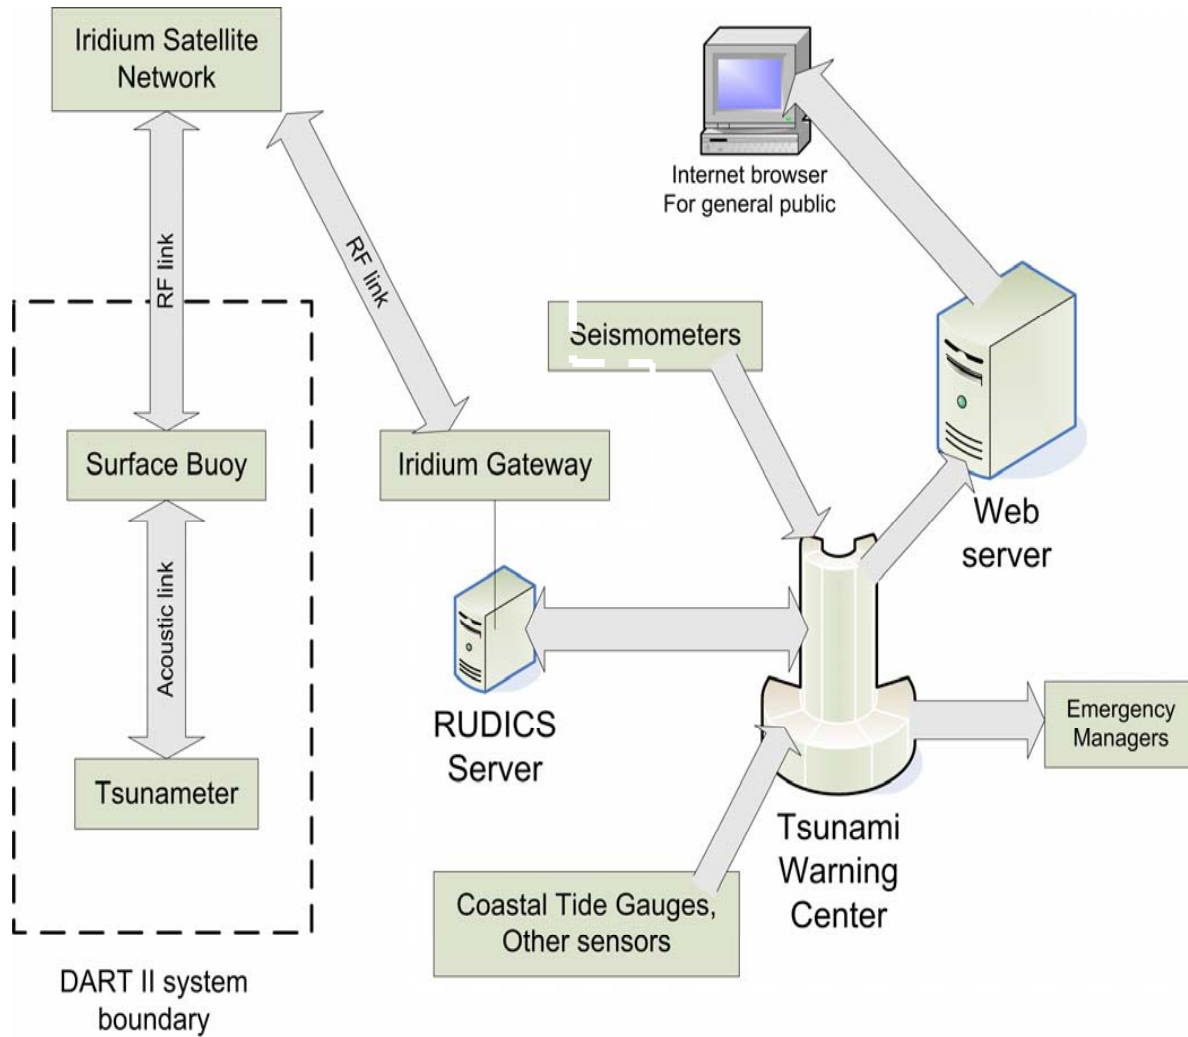 Iridium Satellite
Network
Internet browser
For general public
RF link
RF link
Seismometers
Surface Buoy
Iridium Gateway
Web
server
Acoustic link
RUDICS
Server
Emergency
Managers
Tsunameter
Tsunami
Warning
Center
Coastal Tide Gauges,
Other sensors
DART II system
boundary